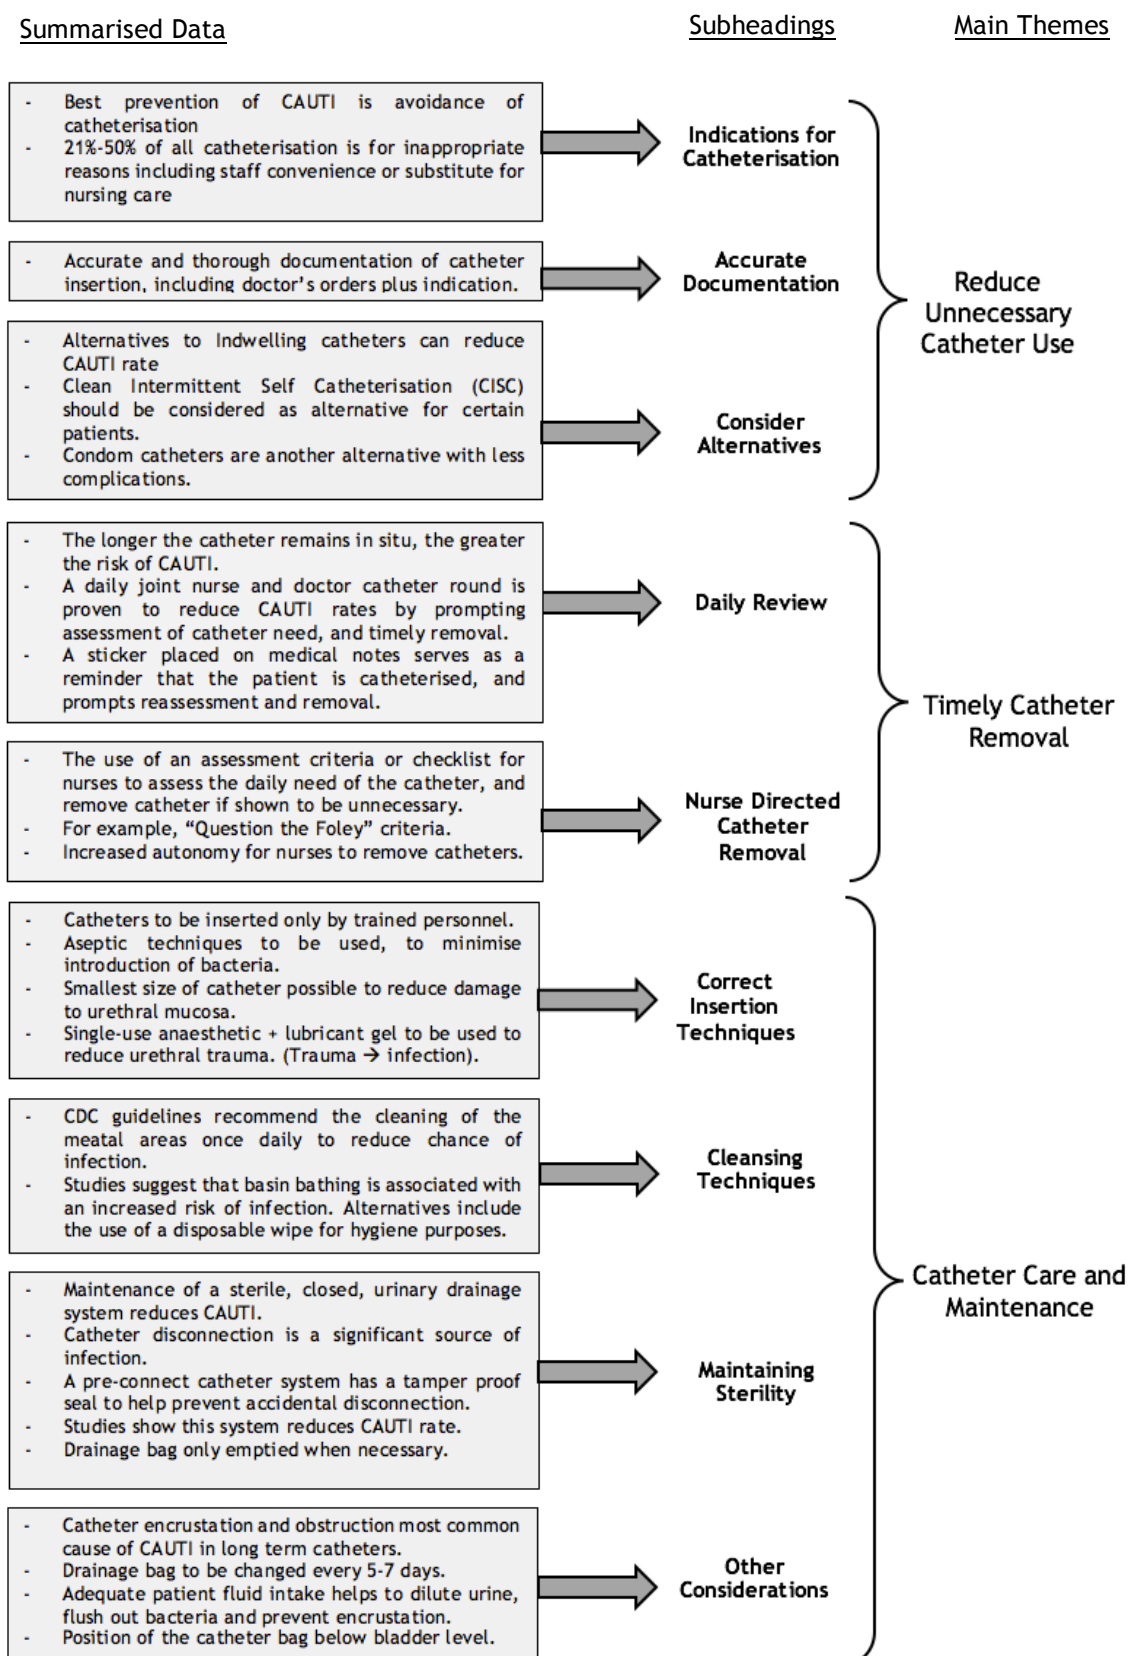 Summarised Data
Subheadings
Main Themes
- Best prevention of CAUTI is avoidance of
catheterisation
- 21%-50% of all catheterisation is for inappropriate
reasons including staff convenience or substitute for
nursing care
Indications for
Catheterisation
- Accurate and thorough documentation of catheter
insertion, including doctor's orders plus indication.
Accurate
Documentation
- Alternatives to Indwelling catheters can reduce
CAUTI rate
- Clean Intermittent Self Catheterisation (CISC)
should be considered as alternative for certain
patients.
- Condom catheters are another alternative with less
complications.
Consider
Alternatives
Reduce
Unnecessary
Catheter Use
- The longer the catheter remains in situ, the greater
the risk of CAUTI.
- A daily joint nurse and doctor catheter round is
proven to reduce CAUTI rates by prompting
assessment of catheter need, and timely removal.
- A sticker placed on medical notes serves as a
reminder that the patient is catheterised, and
prompts reassessment and removal.
Daily Review
- The use of an assessment criteria or checklist for
nurses to assess the daily need of the catheter, and
remove catheter if shown to be unnecessary.
- For example, “Question the Foley” criteria.
- Increased autonomy for nurses to remove catheters.
Nurse Directed
Catheter
Removal
Timely Catheter
Removal
- Catheters to be inserted only by trained personnel.
- Aseptic techniques to be used, to minimise
introduction of bacteria.
- Smallest size of catheter possible to reduce damage
to urethral mucosa.
- Single-use anaesthetic + lubricant gel to be used to
reduce urethral trauma. (Trauma → infection).
Correct
Insertion
Techniques
- CDC guidelines recommend the cleaning of the
meatal areas once daily to reduce chance of
infection.
- Studies suggest that basin bathing is associated with
an increased risk of infection. Alternatives include
the use of a disposable wipe for hygiene purposes.
Cleansing
Techniques
- Maintenance of a sterile, closed, urinary drainage
system reduces CAUTI.
- Catheter disconnection is a significant source of
infection.
- A pre-connect catheter system has a tamper proof
seal to help prevent accidental disconnection.
- Studies show this system reduces CAUTI rate.
- Drainage bag only emptied when necessary.
Maintaining
Sterility
- Catheter encrustation and obstruction most common
cause of CAUTI in long term catheters.
- Drainage bag to be changed every 5-7 days.
- Adequate patient fluid intake helps to dilute urine,
flush out bacteria and prevent encrustation.
- Position of the catheter bag below bladder level.
Other
Considerations
Catheter Care and
Maintenance